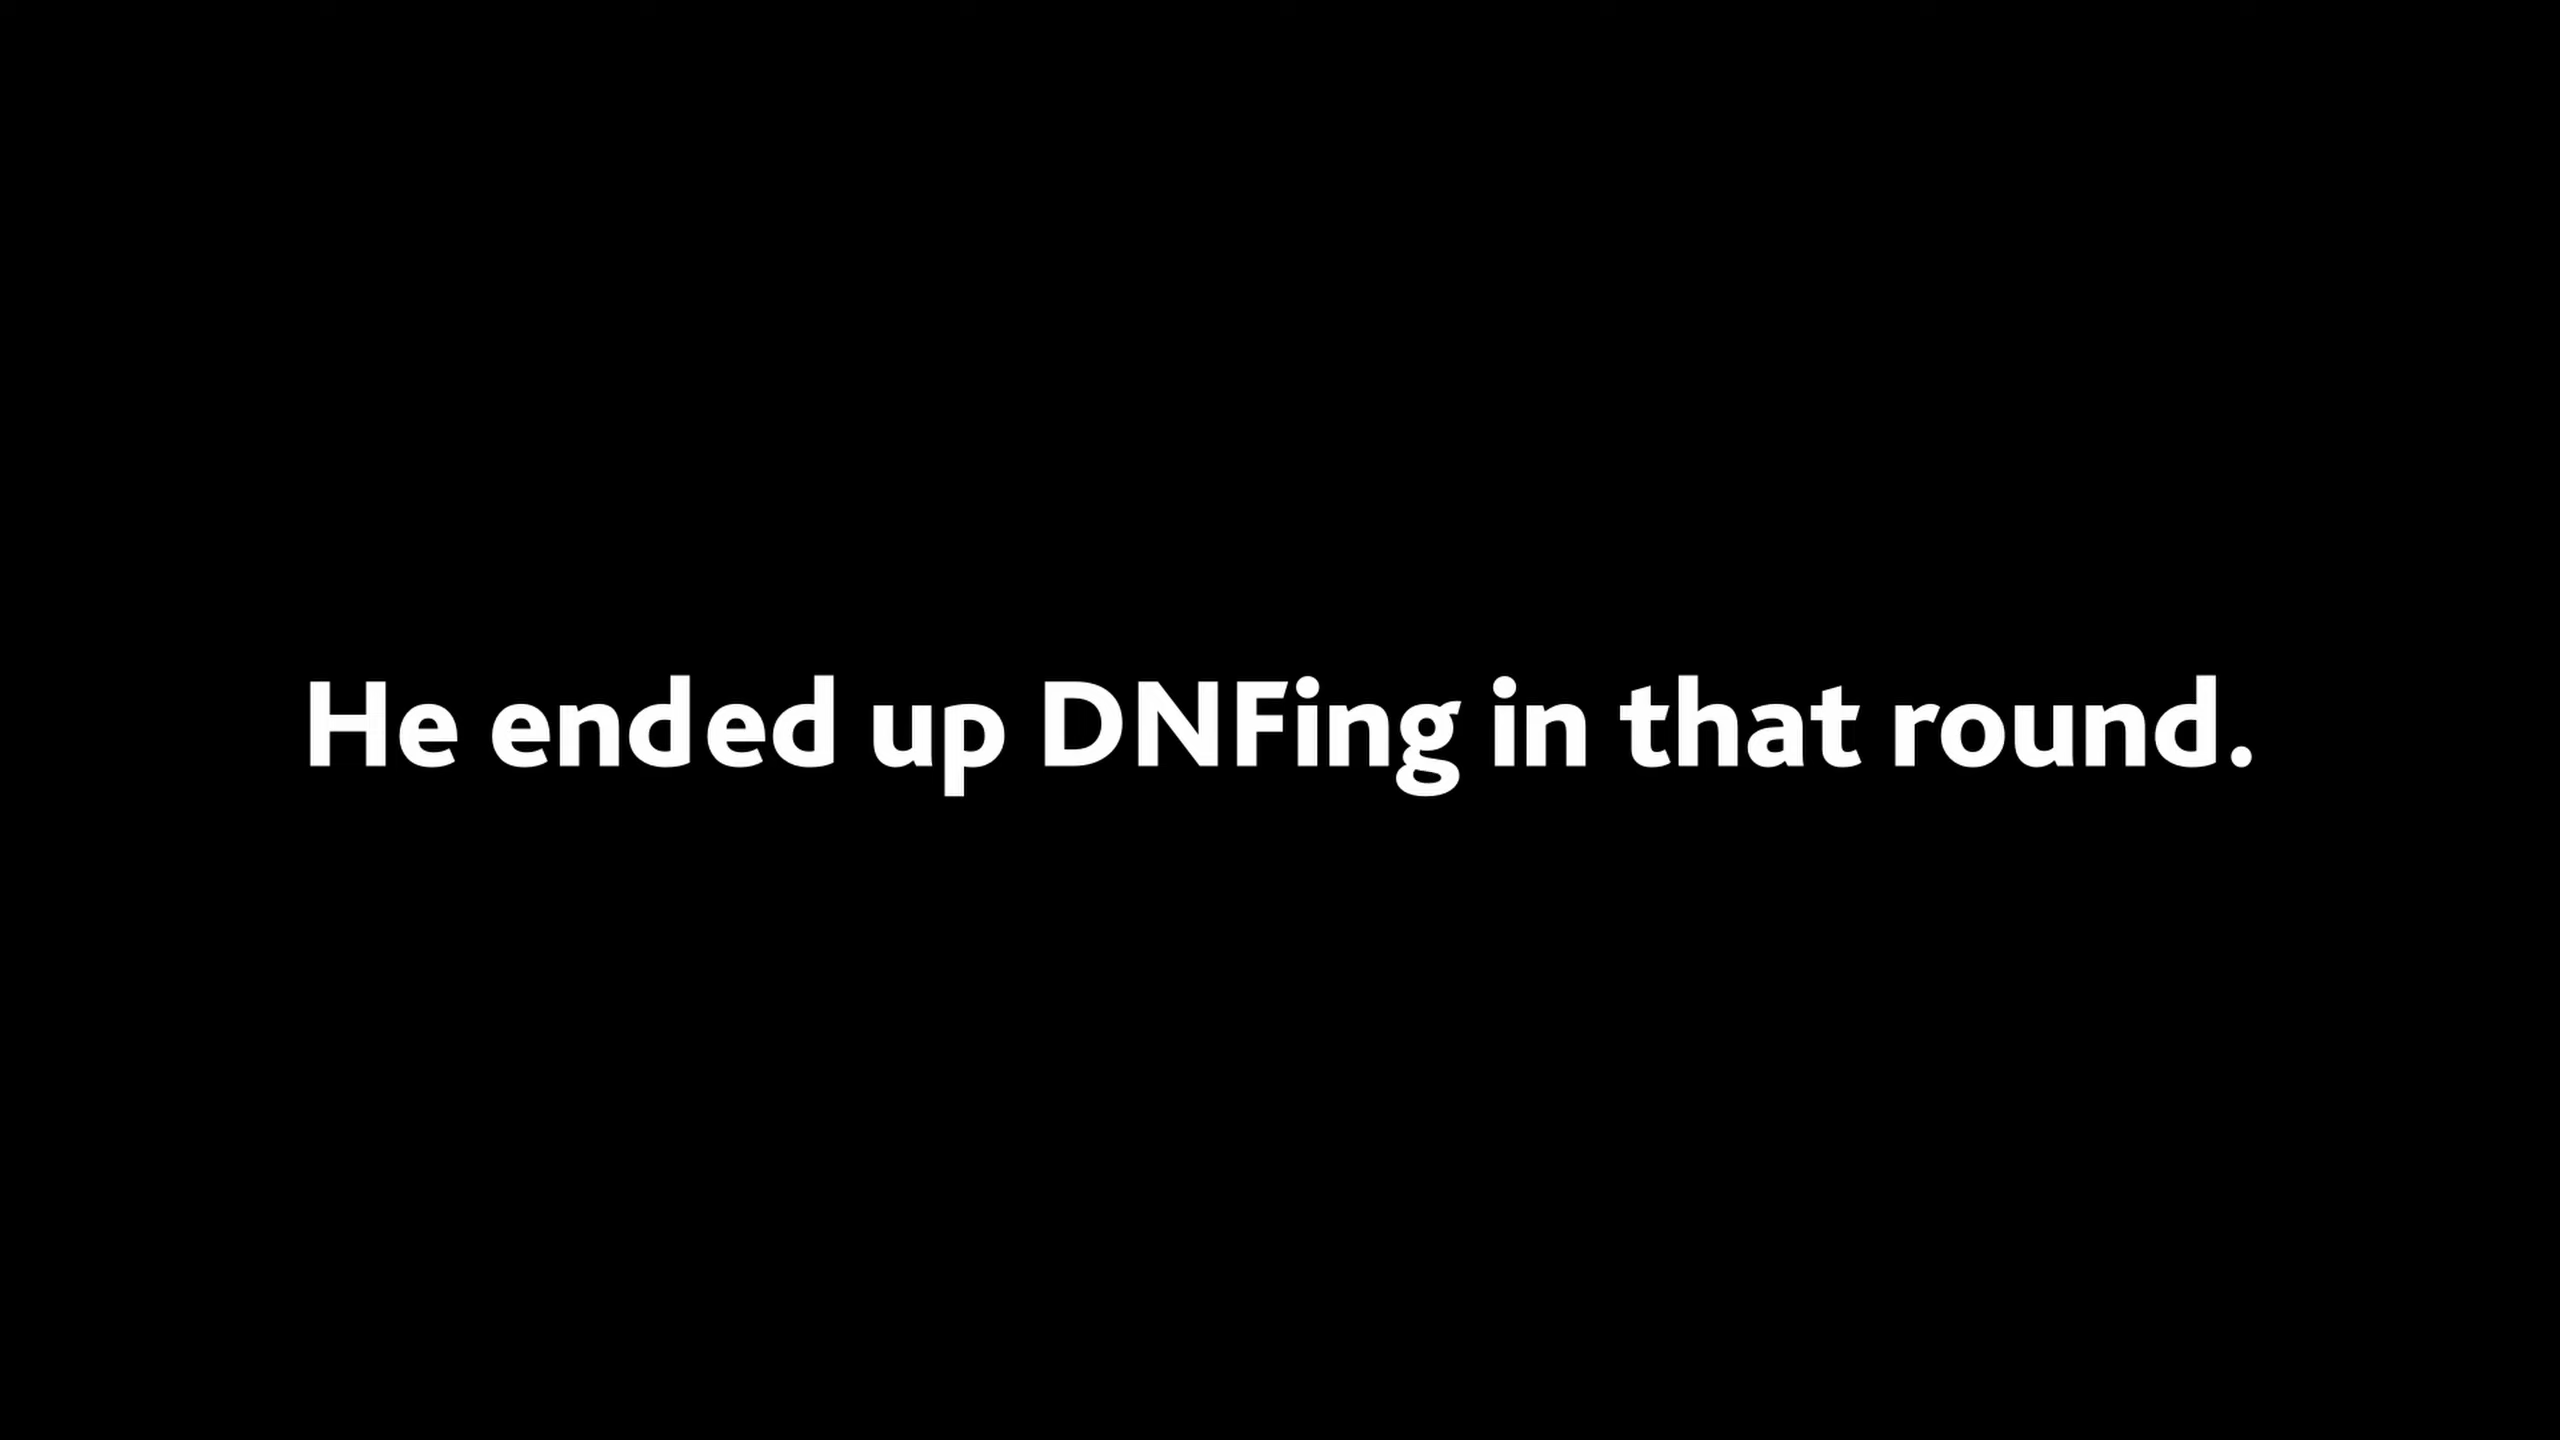 He ended up DNFing in that round.